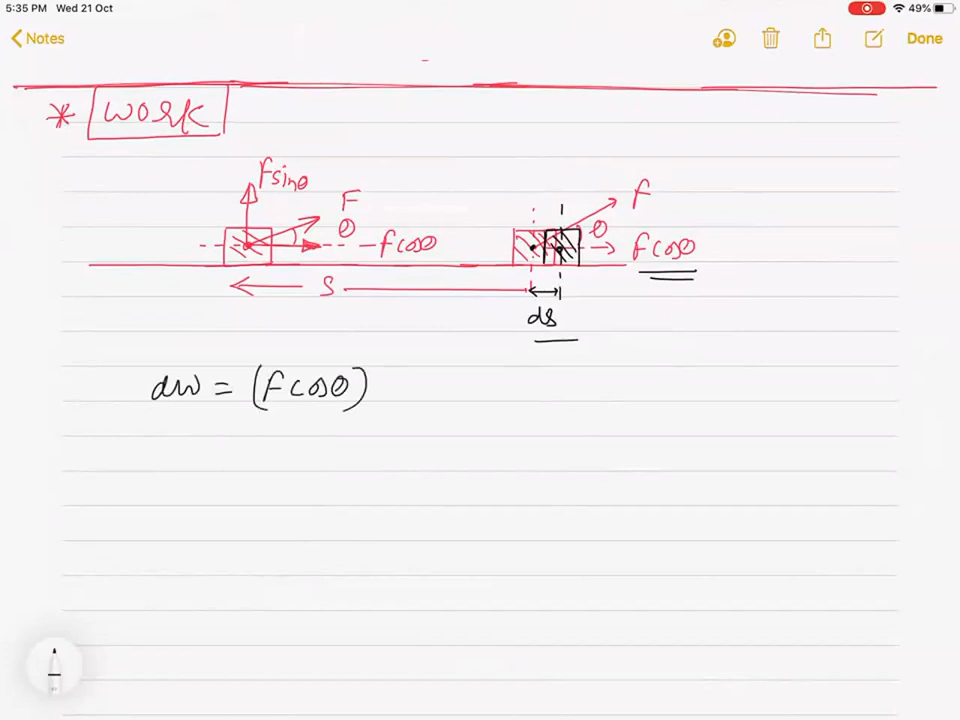 5:35 PM Wed 21 Oct
49%
Notes
Done
* WORK
Fsinθ
F
θ
fcosθ
f
θ
fcosθ
S
ds
dw = (Fcosθ)